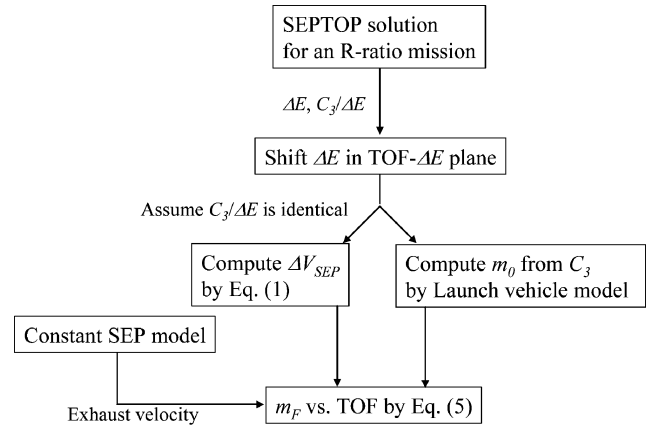 SEPTOP solution
for an R-ratio mission
ΔE, C₃/ΔE
Shift ΔE in TOF-ΔE plane
Assume C₃/ΔE is identical
Compute ΔV_SEP
by Eq. (1)
Compute m₀ from C₃
by Launch vehicle model
Constant SEP model
Exhaust velocity
m_F vs. TOF by Eq. (5)